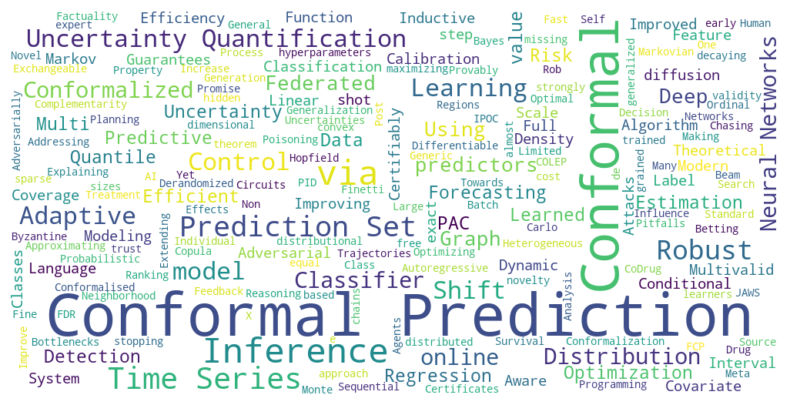 Factuality
expert
Efficiency
General
Function
Inductive
step
Improved
Fast
missing
Self
early
Human
Uncertainty Quantification
value
Markovian
decaying
Feature
One
Novel
Markov
Guarantees
Process
hyperparameters
Bayes
Calibration
maximizing
Provably
Risk
Rob
Exchangeable
Property
Increase
Classification
Conformalized
Generation
Promise
hidden
Federated
Learning
On
strongly
diffusion
validity
Deep
Ordinal
Complementarity
Linear
shot
Regions
Optimal
generalized
Decision
Networks
Planning
Uncertainty
Generalization
Uncertainties
dimensional
convex
Certifiably
Using
Scale
almost
Limited
Algorithm
Making
Chasing
Adversarially
Addressing
Multi
Predictive
Data
Poisoning
theorem
Post
Full
Differentiable
IPOC
trained
Theoretical
Explaining
Control
via
Hopfield
predictors
Density
COLEP
Many
Modern
Quantile
AI
Yet
Derandomized
Circuits
PID
Generic
cost
Conformal
de
grained
Beam
Search
Neural Networks
sparse
sizes
Treatment
Efficient
Non
Finetti
Forecasting
Towards
Label
Coverage
Effects
Improving
Large
exact
Batch
Learned
Estimation
Attacks
Influence
Standard
Adaptive
Extending
Prediction Set
PAC
Carlo
Pitfalls
Betting
Byzantine
Modeling
trust
Individual
distributional
free
Graph
Heterogeneous
Robust
Approximating
Copula
Adversarial
Trajectories
Optimizing
Probabilistic
equal
Class
Autoregressive
Dynamic
CoDrug
Multivalid
Classes
Language
Ranking
model
Classifier
Shift
novelty
Conditional
Conformalised
Feedback
Reasoning
based
Analysis
learners
JAWS
Neighborhood
X
chains
Conformal Prediction
Fine
FDR
Improve
Bottlenecks
stopping
Inference
e
Agents
online
distributed
Survival
Conformalization
FCP
Source
Drug
Detection
approach
Distribution
Interval
Meta
System
Time Series
Monte
Sequential
Regression
Certificates
Aware
Optimization
Programming
Covariate